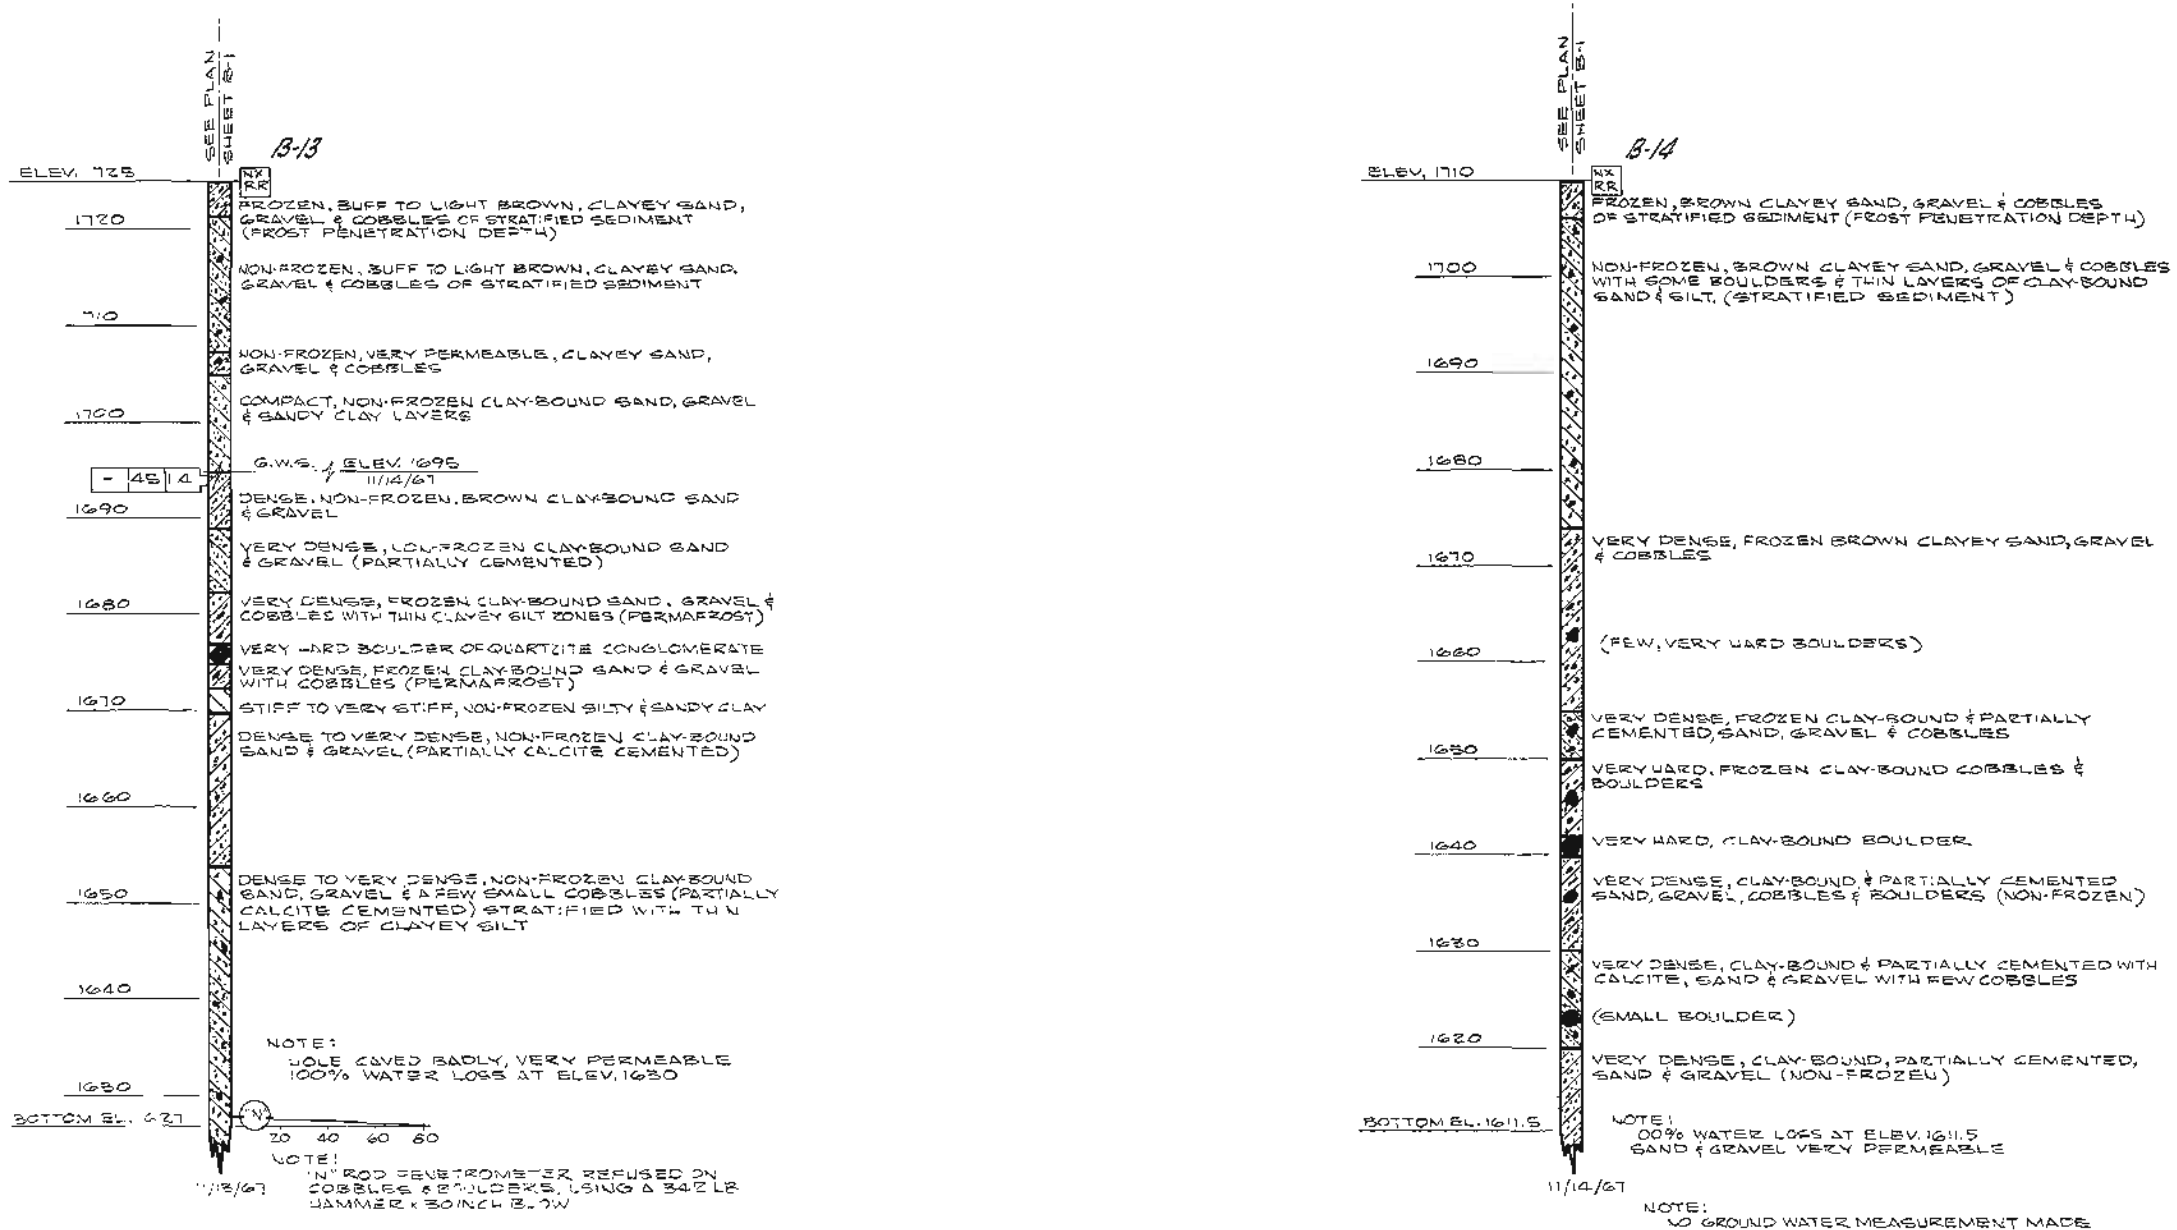 SEE PLAN
SHEET B-1
B-13
ELEV. 725
NX
RR
FROZEN, BUFF TO LIGHT BROWN, CLAYEY SAND,
GRAVEL & COBBLES OF STRATIFIED SEDIMENT
(FROST PENETRATION DEPTH)
1720
NON-FROZEN, BUFF TO LIGHT BROWN, CLAYEY SAND,
GRAVEL & COBBLES OF STRATIFIED SEDIMENT
710
NON-FROZEN, VERY PERMEABLE, CLAYEY SAND,
GRAVEL & COBBLES
COMPACT, NON-FROZEN CLAY-BOUND SAND, GRAVEL
& SANDY CLAY LAYERS
1700
G.W.S. ELEV. 1695
11/14/67
- 45 14
DENSE, NON-FROZEN, BROWN CLAY-BOUND SAND
& GRAVEL
1690
VERY DENSE, NON-FROZEN CLAY-BOUND SAND
& GRAVEL (PARTIALLY CEMENTED)
1680
VERY DENSE, FROZEN CLAY-BOUND SAND, GRAVEL &
COBBLES WITH THIN CLAYEY SILT ZONES (PERMAFROST)
VERY HARD BOULDER OF QUARTZITE CONGLOMERATE
VERY DENSE, FROZEN CLAY-BOUND SAND & GRAVEL
WITH COBBLES (PERMAFROST)
1670
STIFF TO VERY STIFF, NON-FROZEN SILTY & SANDY CLAY
DENSE TO VERY DENSE, NON-FROZEN CLAY-BOUND
SAND & GRAVEL (PARTIALLY CALCITE CEMENTED)
1660
DENSE TO VERY DENSE, NON-FROZEN CLAY-BOUND
SAND, GRAVEL & A FEW SMALL COBBLES (PARTIALLY
CALCITE CEMENTED) STRATIFIED WITH THIN
LAYERS OF CLAYEY SILT
1650
1640
NOTE:
HOLE CAVED BADLY, VERY PERMEABLE
100% WATER LOSS AT ELEV. 1630
1630
BOTTOM EL. 627
"N"
20 40 60 80
NOTE:
"N" ROD PENETROMETER REFUSED ON
COBBLES & BOULDERS, USING A 342 LB
HAMMER x 30 INCH BLOW
11/13/67
SEE PLAN
SHEET B-1
B-14
ELEV, 1710
NX
RR
FROZEN, BROWN CLAYEY SAND, GRAVEL & COBBLES
OF STRATIFIED SEDIMENT (FROST PENETRATION DEPTH)
1700
NON-FROZEN, BROWN CLAYEY SAND, GRAVEL & COBBLES
WITH SOME BOULDERS & THIN LAYERS OF CLAY-BOUND
SAND & SILT, (STRATIFIED SEDIMENT)
1690
1680
VERY DENSE, FROZEN BROWN CLAYEY SAND, GRAVEL
& COBBLES
1670
(FEW, VERY HARD BOULDERS)
1660
VERY DENSE, FROZEN CLAY-BOUND & PARTIALLY
CEMENTED, SAND, GRAVEL & COBBLES
1650
VERY HARD, FROZEN CLAY-BOUND COBBLES &
BOULDERS
1640
VERY HARD, CLAY-BOUND BOULDER
VERY DENSE, CLAY-BOUND, & PARTIALLY CEMENTED
SAND, GRAVEL, COBBLES & BOULDERS (NON-FROZEN)
1630
VERY DENSE, CLAY-BOUND & PARTIALLY CEMENTED WITH
CALCITE, SAND & GRAVEL WITH FEW COBBLES
(SMALL BOULDER)
1620
VERY DENSE, CLAY-BOUND, PARTIALLY CEMENTED,
SAND & GRAVEL (NON-FROZEN)
BOTTOM EL. 1611.5
NOTE:
00% WATER LOSS AT ELEV. 1611.5
SAND & GRAVEL VERY PERMEABLE
11/14/67
NOTE:
NO GROUND WATER MEASUREMENT MADE